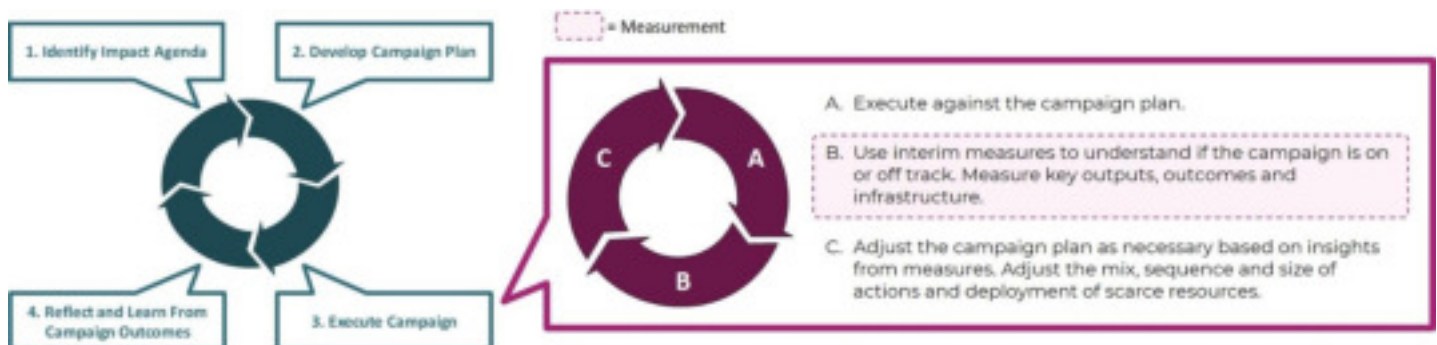 = Measurement
1. Identify Impact Agenda
2. Develop Campaign Plan
4. Reflect and Learn From
Campaign Outcomes
3. Execute Campaign
C
A
B
A. Execute against the campaign plan.
B. Use interim measures to understand if the campaign is on
or off track. Measure key outputs, outcomes and
infrastructure.
C. Adjust the campaign plan as necessary based on insights
from measures. Adjust the mix, sequence and size of
actions and deployment of scarce resources.